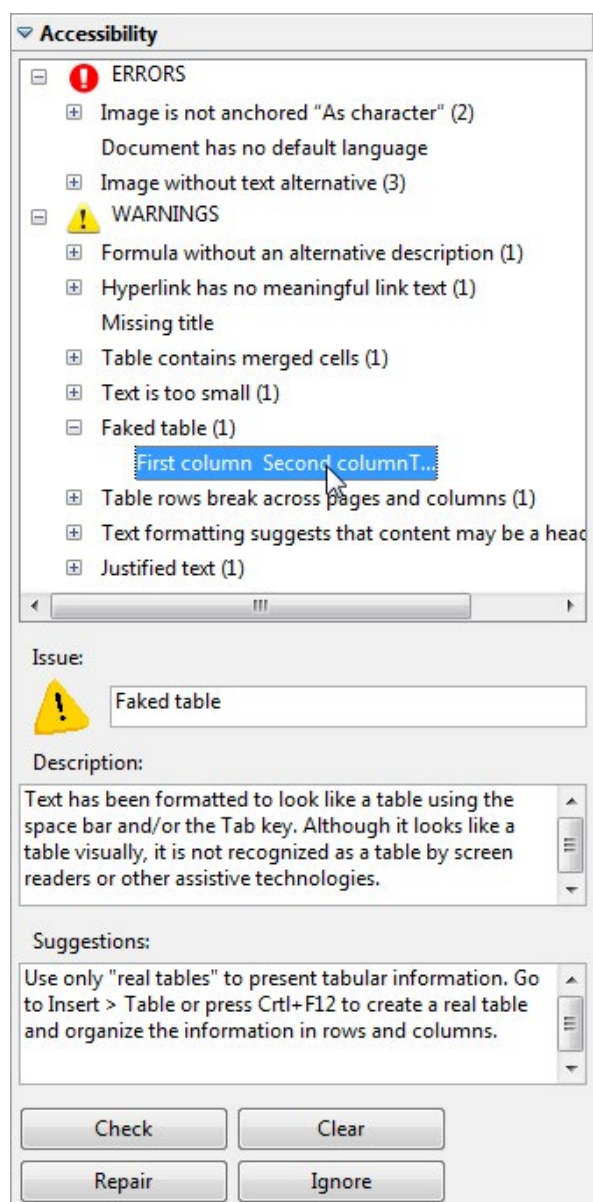 Accessibility
ERRORS
Image is not anchored “As character” (2)
Document has no default language
Image without text alternative (3)
WARNINGS
Formula without an alternative description (1)
Hyperlink has no meaningful link text (1)
Missing title
Table contains merged cells (1)
Text is too small (1)
Faked table (1)
First column  Second columnT...
Table rows break across pages and columns (1)
Text formatting suggests that content may be a head
Justified text (1)
Issue:
Faked table
Description:
Text has been formatted to look like a table using the
space bar and/or the Tab key. Although it looks like a
table visually, it is not recognized as a table by screen
readers or other assistive technologies.
Suggestions:
Use only "real tables" to present tabular information. Go
to Insert > Table or press Crtl+F12 to create a real table
and organize the information in rows and columns.
Check Clear
Repair Ignore